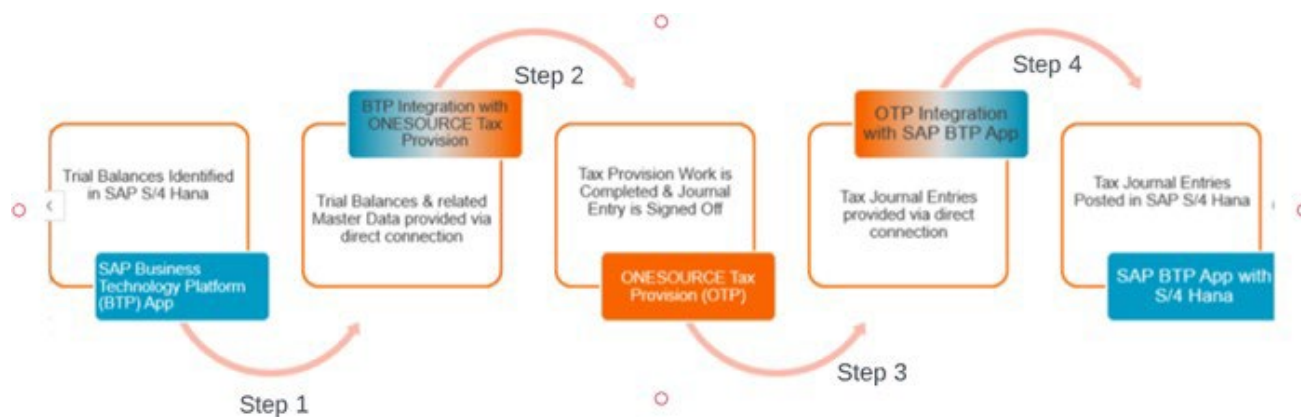 Step 2
Step 4
BTP Integration with
ONESOURCE Tax
Provision
OTP Integration
with SAP BTP App
Trial Balances Identified
in SAP S/4 Hana
Trial Balances & related
Master Data provided via
direct connection
Tax Provision Work is
Completed & Journal
Entry is Signed Off
Tax Journal Entries
provided via direct
connection
Tax Journal Entries
Posted in SAP S/4 Hana
SAP Business
Technology Platform
(BTP) App
ONESOURCE Tax
Provision (OTP)
SAP BTP App with
S/4 Hana
Step 1
Step 3